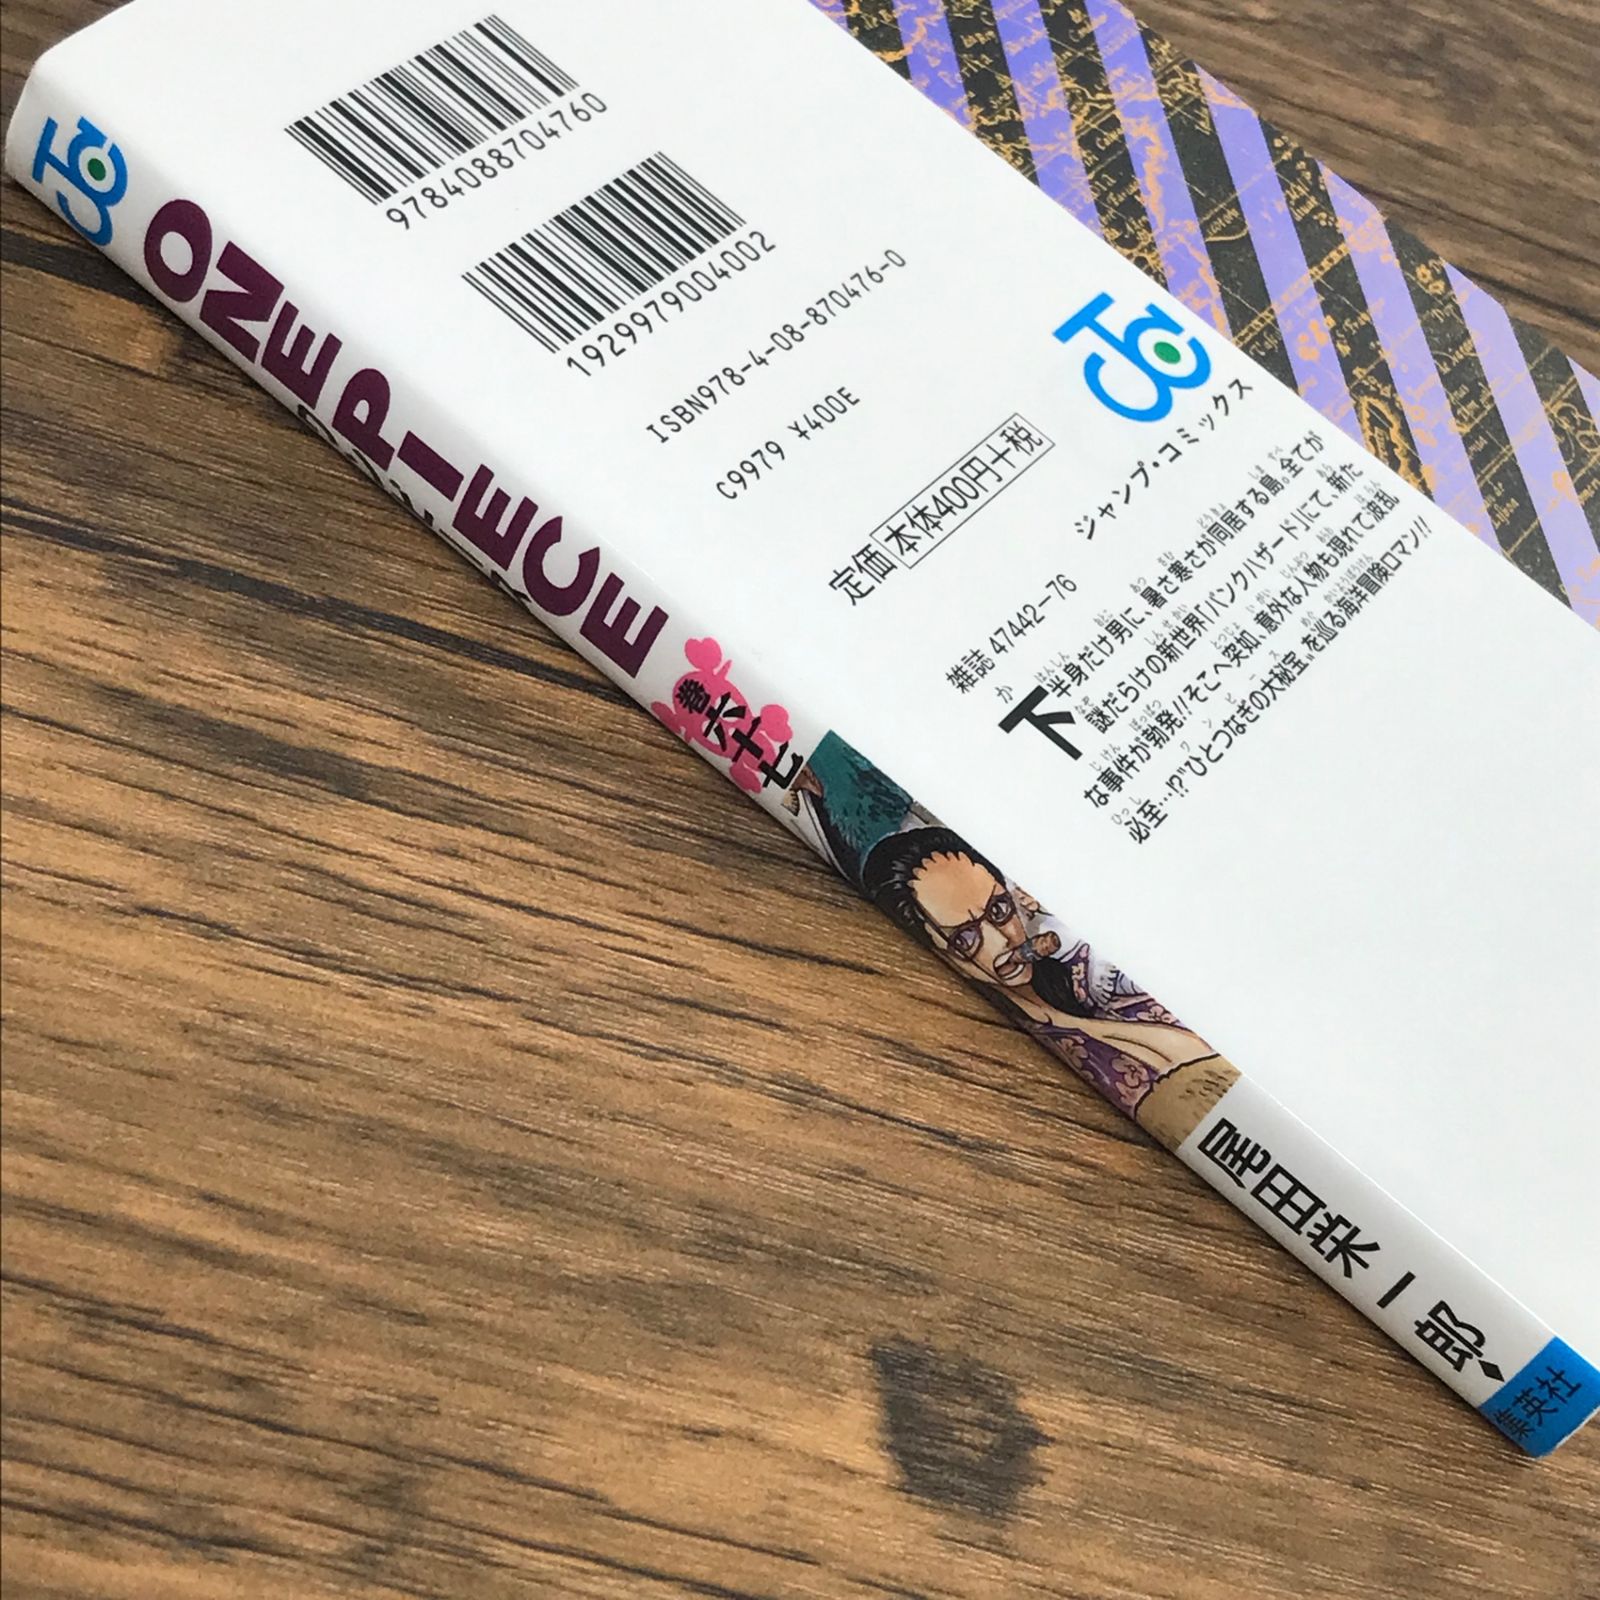 9784088704760
1929979004002
ISBN978-4-08-870476-0
C9979 ¥400E
定価 本体400円+税
ジャンプ・コミックス
雑誌 47442-76
下半身だけ男に、暑さ寒さが同居する島。全てが
謎だらけの新世界「パンクハザード」にて、新た
な事件が勃発!!そこへ突如、意外な人物も現れて波乱
必至…!?"ひとつなぎの大秘宝"を巡る海洋冒険ロマン!!
ONE PIECE
巻六十七
尾田栄一郎
集英社